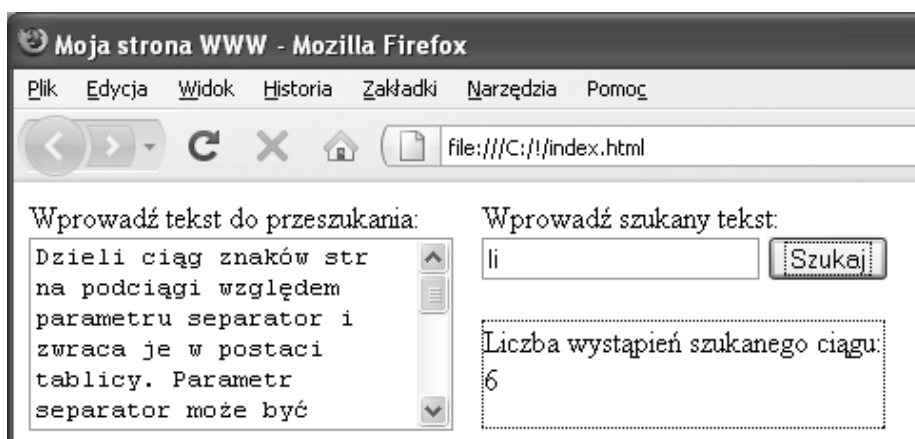 Moja strona WWW - Mozilla Firefox
Plik Edycja Widok Historia Zakładki Narzędzia Pomoc
file:///C:/!/index.html
Wprowadź tekst do przeszukania:
Dzieli ciąg znaków str
na podciągi względem
parametru separator i
zwraca je w postaci
tablicy. Parametr
separator może być
Wprowadź szukany tekst:
li Szukaj
Liczba wystąpień szukanego ciągu:
6